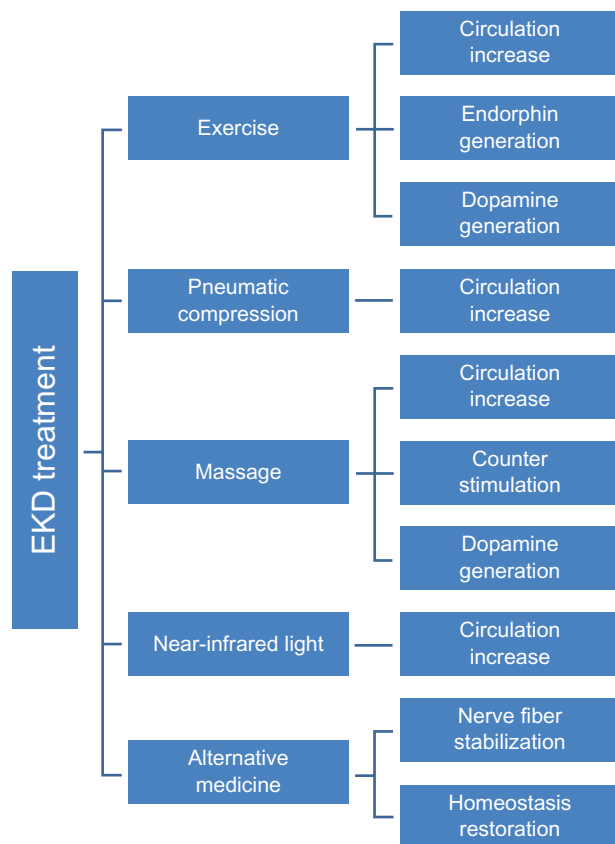 EKD treatment
Exercise
Circulation
increase
Endorphin
generation
Dopamine
generation
Pneumatic
compression
Circulation
increase
Massage
Circulation
increase
Counter
stimulation
Dopamine
generation
Near-infrared light
Circulation
increase
Alternative
medicine
Nerve fiber
stabilization
Homeostasis
restoration